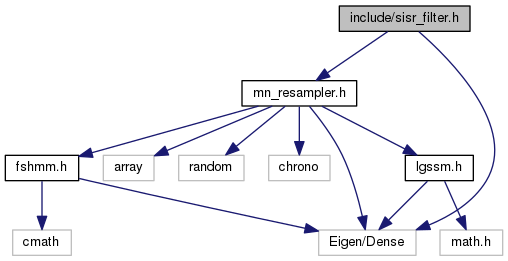 include/sisr_filter.h
mn_resampler.h
fshmm.h
array
random
chrono
lgssm.h
cmath
Eigen/Dense
math.h